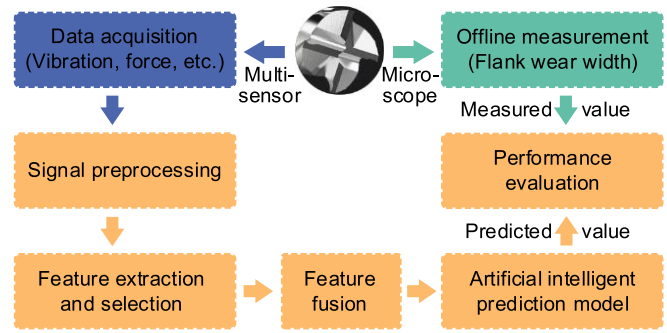 Data acquisition
(Vibration, force, etc.)
Multi-
sensor
Micro-
scope
Offline measurement
(Flank wear width)
Measured value
Signal preprocessing
Performance
evaluation
Predicted value
Feature extraction
and selection
Feature
fusion
Artificial intelligent
prediction model